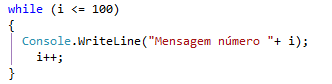 while (i <= 100)
{
Console.WriteLine("Mensagem número "+ i);
i++;
}